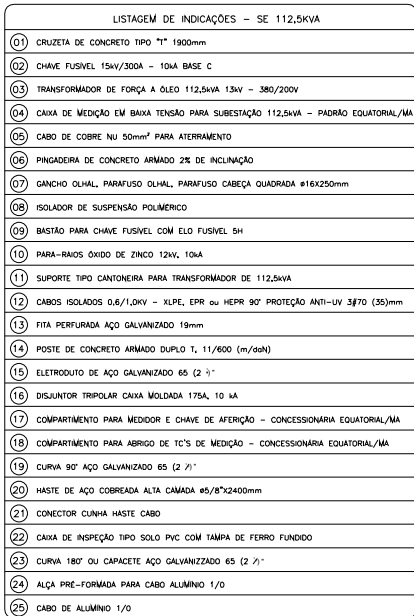 LISTAGEM DE INDICAÇÕES - SE 112,5KVA
01 CRUZETA DE CONCRETO TIPO "T" 1900mm
02 CHAVE FUSÍVEL 15kV/300A - 10kA BASE C
03 TRANSFORMADOR DE FORÇA A ÓLEO 112,5kVA 13kV - 380/200V
04 CAIXA DE MEDIÇÃO EM BAIXA TENSÃO PARA SUBESTAÇÃO 112,5kVA - PADRÃO EQUATORIAL/MA
05 CABO DE COBRE NU 50mm² PARA ATERRAMENTO
06 PINGADEIRA DE CONCRETO ARMADO 2% DE INCLINAÇÃO
07 GANCHO OLHAL, PARAFUSO OLHAL, PARAFUSO CABEÇA QUADRADA ø16X250mm
08 ISOLADOR DE SUSPENSÃO POLIMÉRICO
09 BASTÃO PARA CHAVE FUSÍVEL COM ELO FUSÍVEL 5H
10 PARA-RAIOS ÓXIDO DE ZINCO 12kV, 10kA
11 SUPORTE TIPO CANTONEIRA PARA TRANSFORMADOR DE 112,5kVA
12 CABOS ISOLADOS 0,6/1,0KV - XLPE, EPR ou HEPR 90° PROTEÇÃO ANTI-UV 3#70 (35)mm
13 FITA PERFURADA AÇO GALVANIZADO 19mm
14 POSTE DE CONCRETO ARMADO DUPLO T, 11/600 (m/daN)
15 ELETRODUTO DE AÇO GALVANIZADO 65 (2 )"
16 DISJUNTOR TRIPOLAR CAIXA MOLDADA 175A, 10 kA
17 COMPARTIMENTO PARA MEDIDOR E CHAVE DE AFERIÇÃO - CONCESSIONÁRIA EQUATORIAL/MA
18 COMPARTIMENTO PARA ABRIGO DE TC'S DE MEDIÇÃO - CONCESSIONÁRIA EQUATORIAL/MA
19 CURVA 90° AÇO GALVANIZADO 65 (2 )"
20 HASTE DE AÇO COBREADA ALTA CAMADA ø5/8"X2400mm
21 CONECTOR CUNHA HASTE CABO
22 CAIXA DE INSPEÇÃO TIPO SOLO PVC COM TAMPA DE FERRO FUNDIDO
23 CURVA 180° OU CAPACETE AÇO GALVANIZZADO 65 (2 )"
24 ALÇA PRÉ-FORMADA PARA CABO ALUMÍNIO 1/0
25 CABO DE ALUMÍNIO 1/0